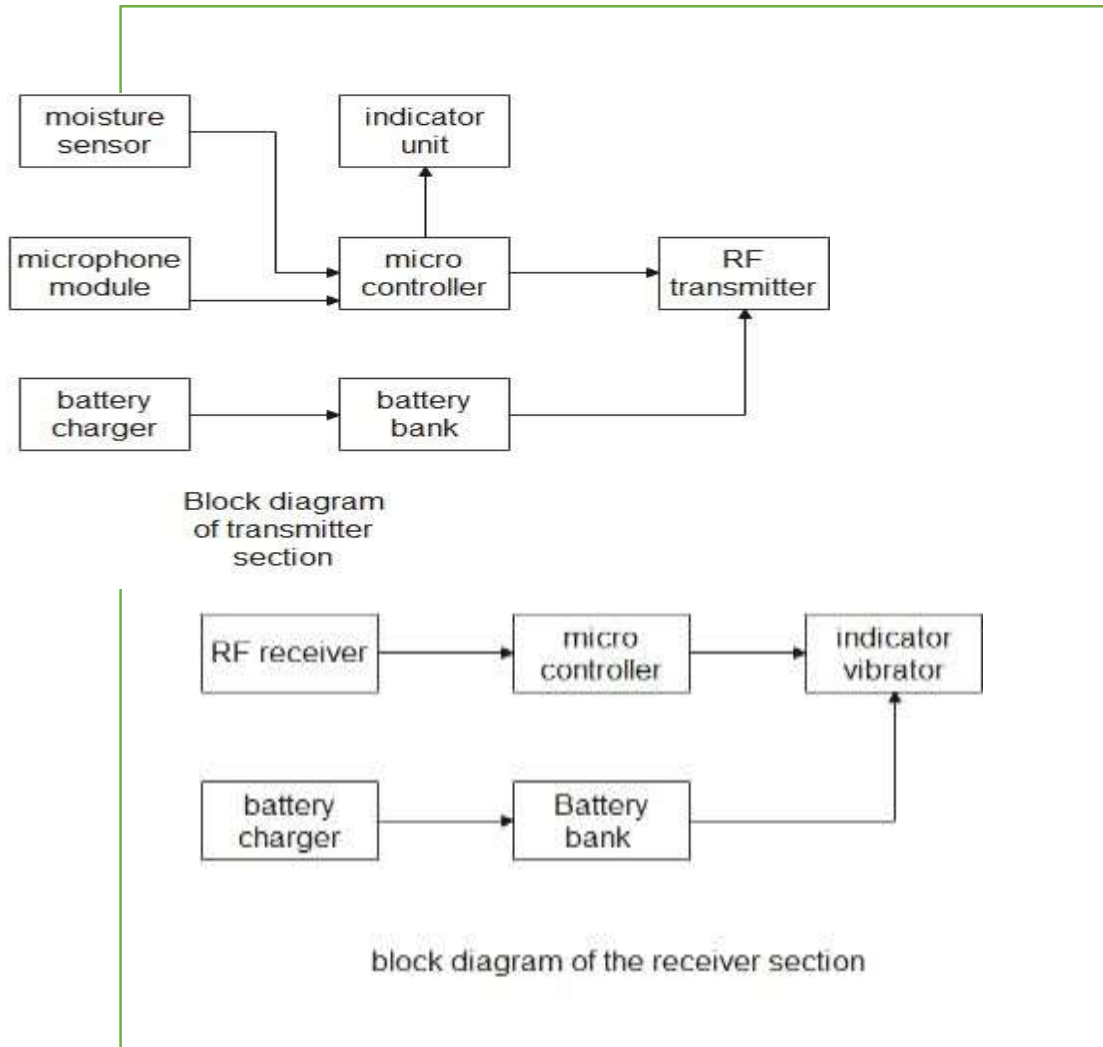 moisture
sensor
indicator
unit
microphone
module
micro
controller
RF
transmitter
battery
charger
battery
bank
Block diagram
of transmitter
section
RF receiver
micro
controller
indicator
vibrator
battery
charger
Battery
bank
block diagram of the receiver section